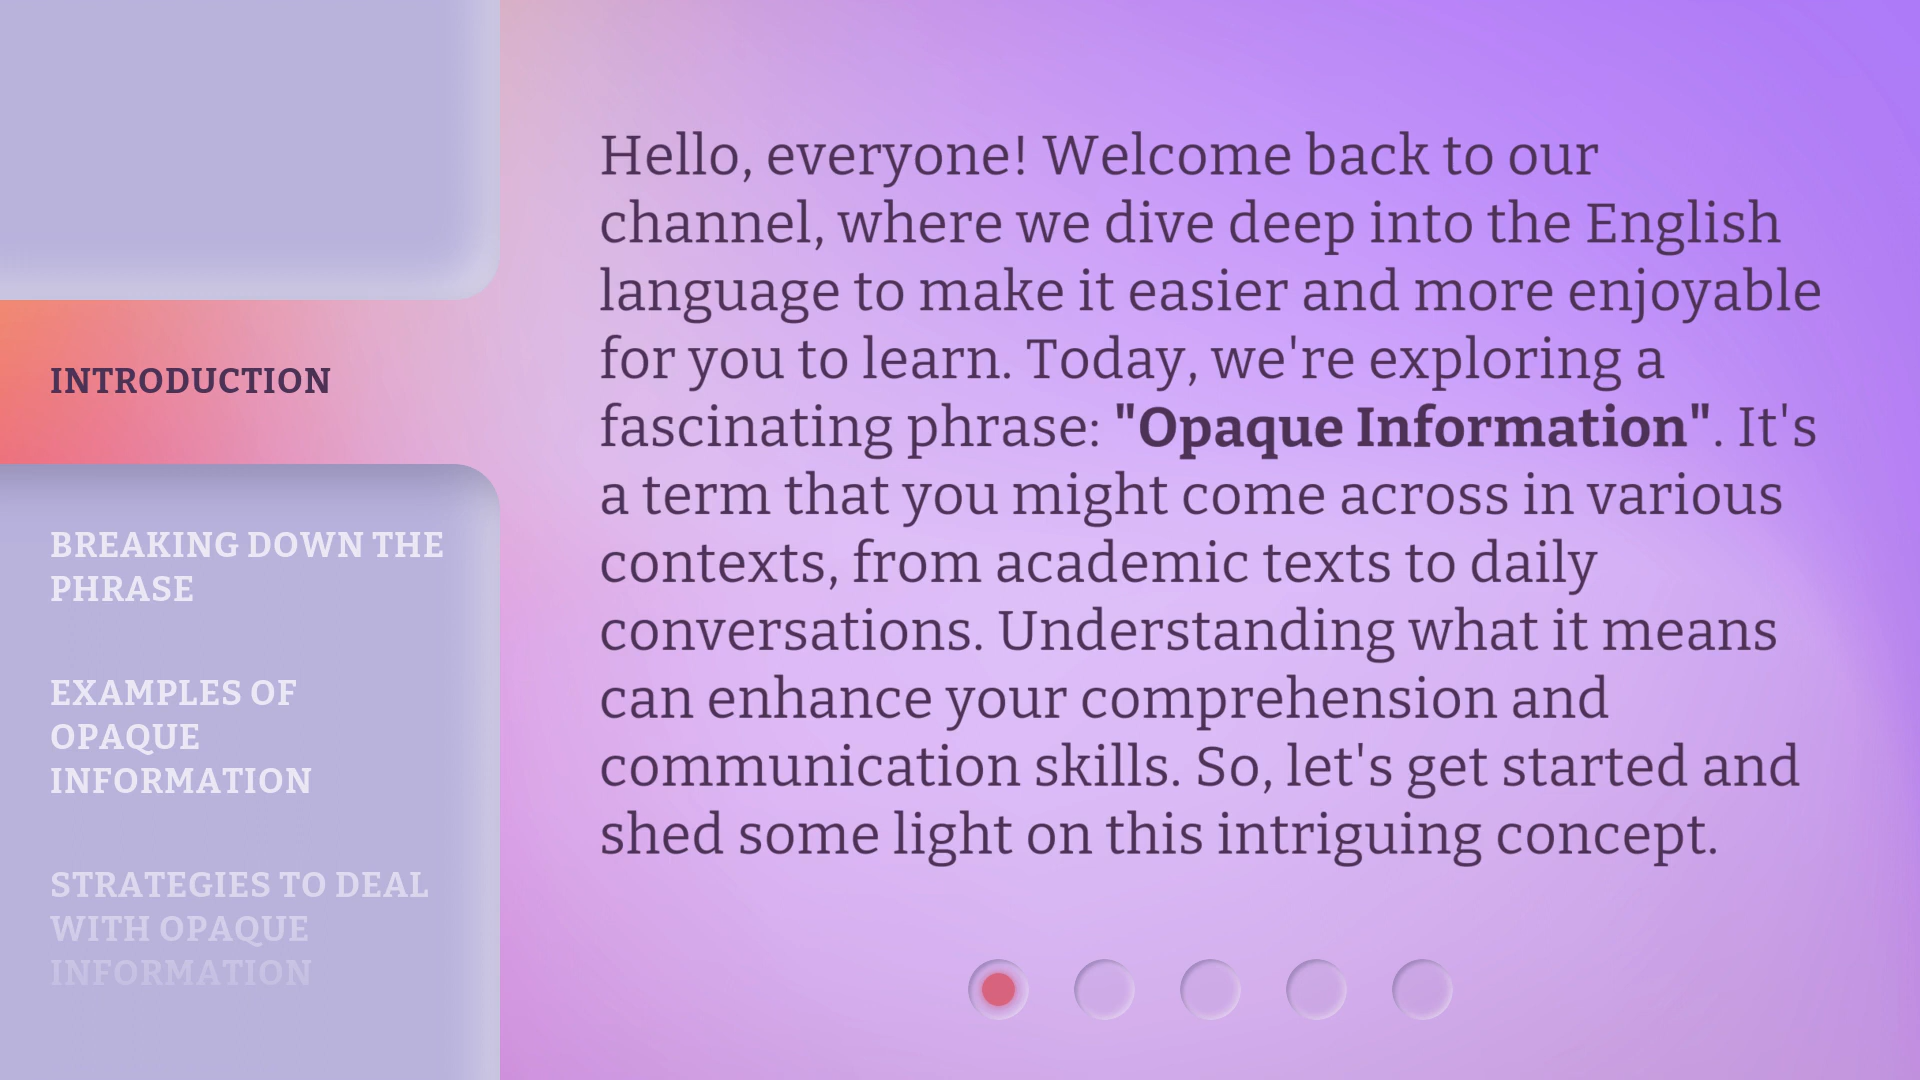 INTRODUCTION
BREAKING DOWN THE
PHRASE
EXAMPLES OF
OPAQUE
INFORMATION
STRATEGIES TO DEAL
WITH OPAQUE
INFORMATION
Hello, everyone! Welcome back to our
channel, where we dive deep into the English
language to make it easier and more enjoyable
for you to learn. Today, we're exploring a
fascinating phrase: "Opaque Information". It's
a term that you might come across in various
contexts, from academic texts to daily
conversations. Understanding what it means
can enhance your comprehension and
communication skills. So, let's get started and
shed some light on this intriguing concept.